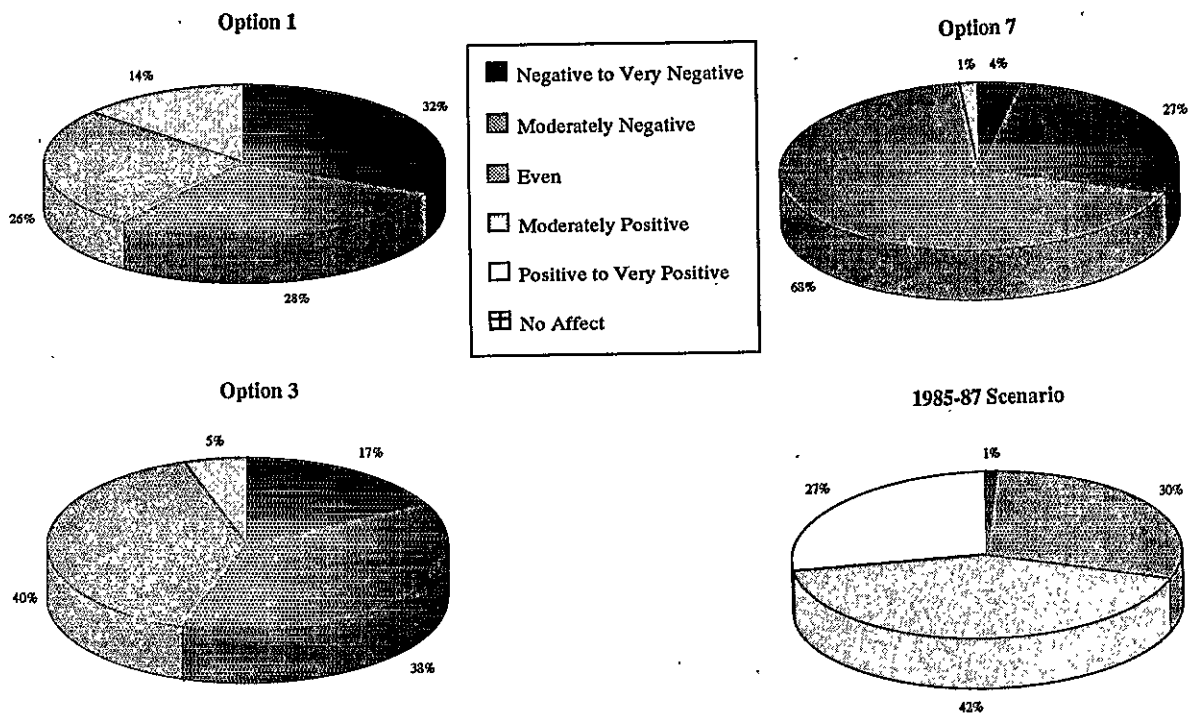 Option 1
14%
32%
26%
28%
Negative to Very Negative
Moderately Negative
Even
Moderately Positive
Positive to Very Positive
No Affect
Option 7
1%
4%
27%
68%
Option 3
5%
17%
40%
38%
1985-87 Scenario
1%
27%
30%
42%